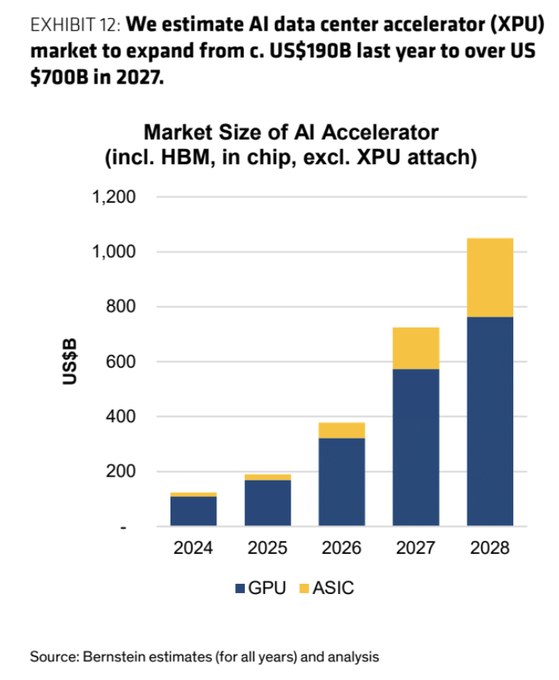 EXHIBIT 12: We estimate AI data center accelerator (XPU)
market to expand from c. US$190B last year to over US
$700B in 2027.
Market Size of AI Accelerator
(incl. HBM, in chip, excl. XPU attach)
1,200
1,000
800
600
400
200
-
US$B
2024 2025 2026 2027 2028
GPU ASIC
Source: Bernstein estimates (for all years) and analysis